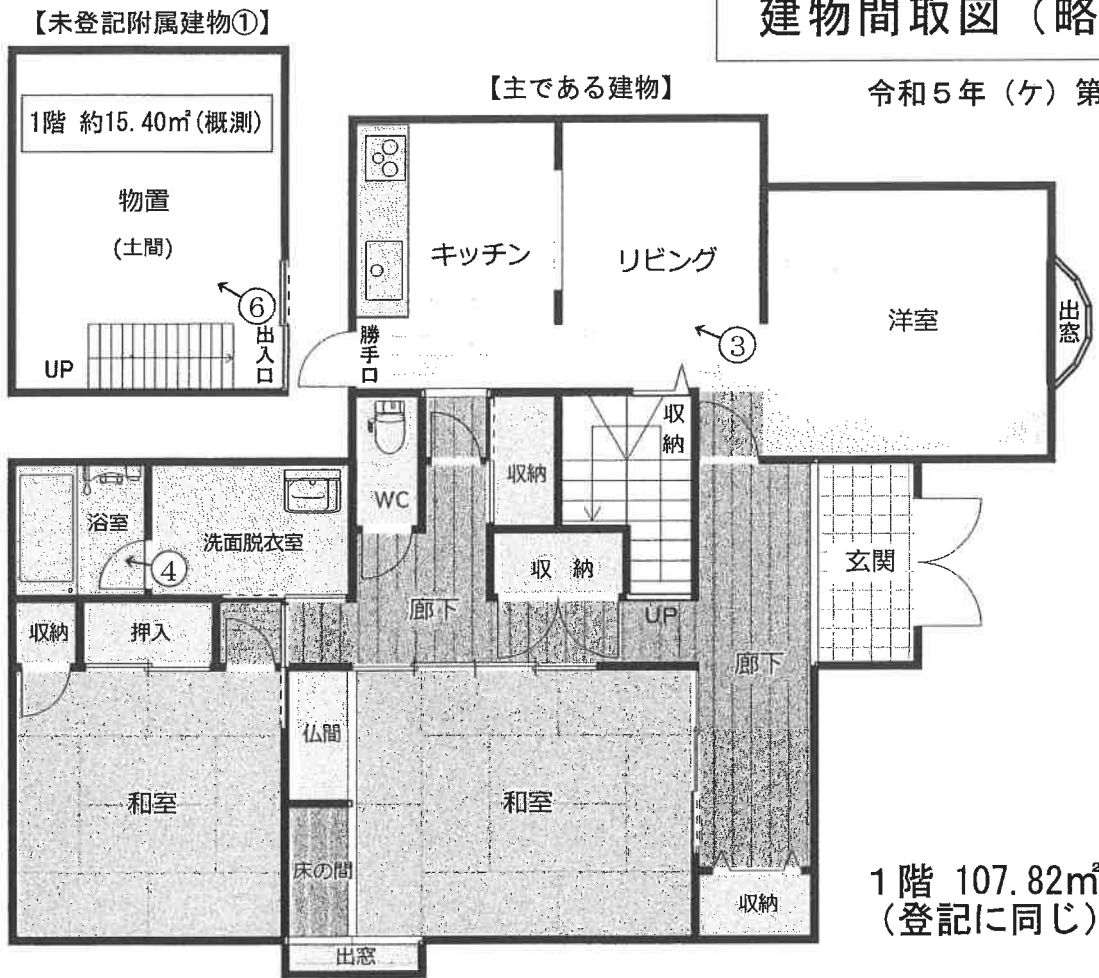 建物間取図（略
【未登記附属建物①】
【主である建物】
令和５年（ケ）第
1階 約15.40㎡(概測)
物置
(土間)
⑥
UP
出入口
キッチン
リビング
洋室
出窓
③
勝手口
収納
WC
収納
浴室
洗面脱衣室
④
収納
玄関
収納
押入
廊下
UP
廊下
仏間
和室
和室
床の間
収納
出窓
1階 107.82㎡
(登記に同じ)